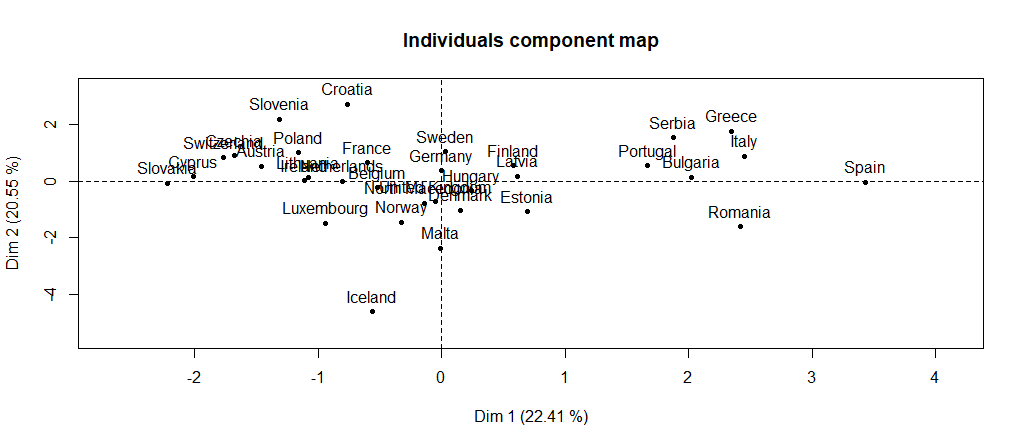 Individuals component map
Croatia
Slovenia
Greece
Serbia
Sweden
Poland
Czechia
Switzerland
Italy
France
Austria
Finland
Portugal
Germany
Latvia
Bulgaria
Lithuania
Ireland
Netherlands
Cyprus
Slovakia
Spain
Belgium
Hungary
United Kingdom
North Macedonia
Denmark
Estonia
Luxembourg
Norway
Romania
Malta
Iceland
2
0
-2
-4
Dim 2 (20.55 %)
-2 -1 0 1 2 3 4
Dim 1 (22.41 %)